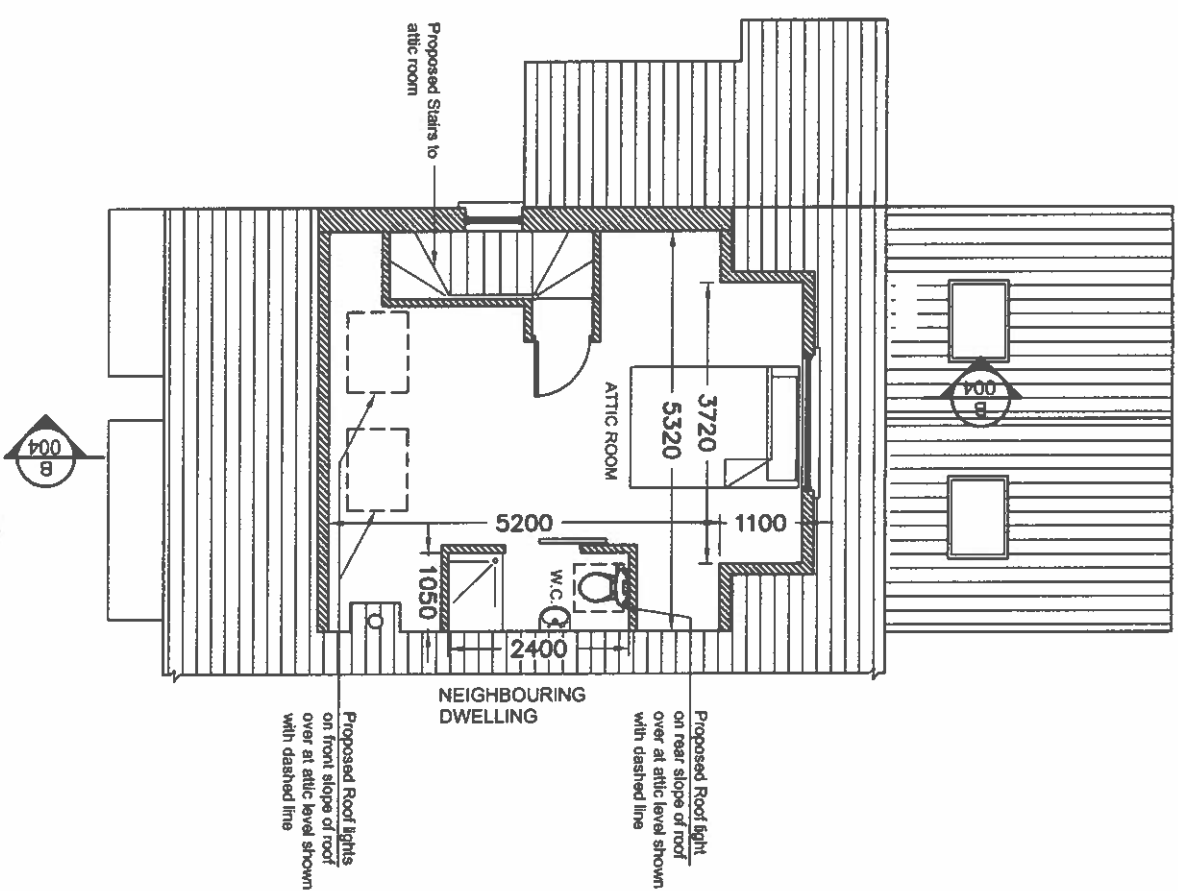 Proposed Stairs to
attic room
B
004
ATTIC ROOM
3720
5320
5200
1100
1050
W.C.
2400
NEIGHBOURING
DWELLING
B
004
Proposed Roof lights
on front slope of roof
over at attic level shown
with dashed line
Proposed Roof light
on rear slope of roof
over at attic level shown
with dashed line